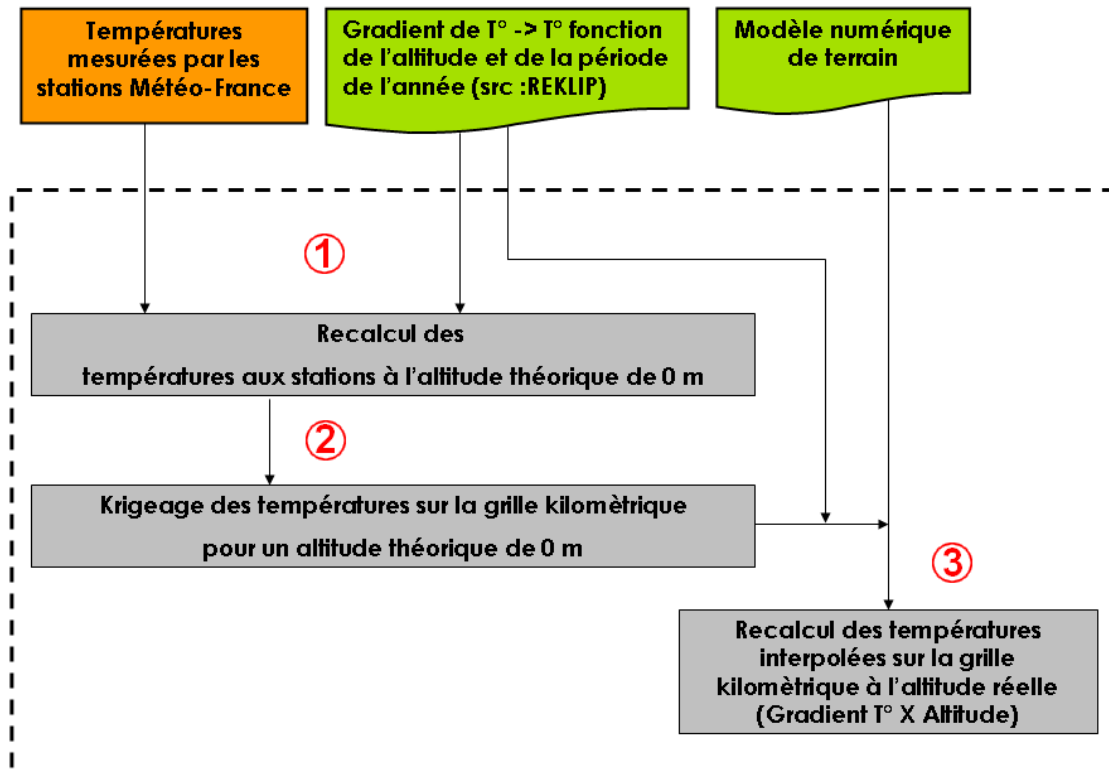 Températures
mesurées par les
stations Météo-France
Gradient de T° -> T° fonction
de l'altitude et de la période
de l'année (src :REKLIP)
Modèle numérique
de terrain
1
Recalcul des
températures aux stations à l'altitude théorique de 0 m
2
Krigeage des températures sur la grille kilomètrique
pour un altitude théorique de 0 m
3
Recalcul des températures
interpolées sur la grille
kilomètrique à l'altitude réelle
(Gradient T° X Altitude)